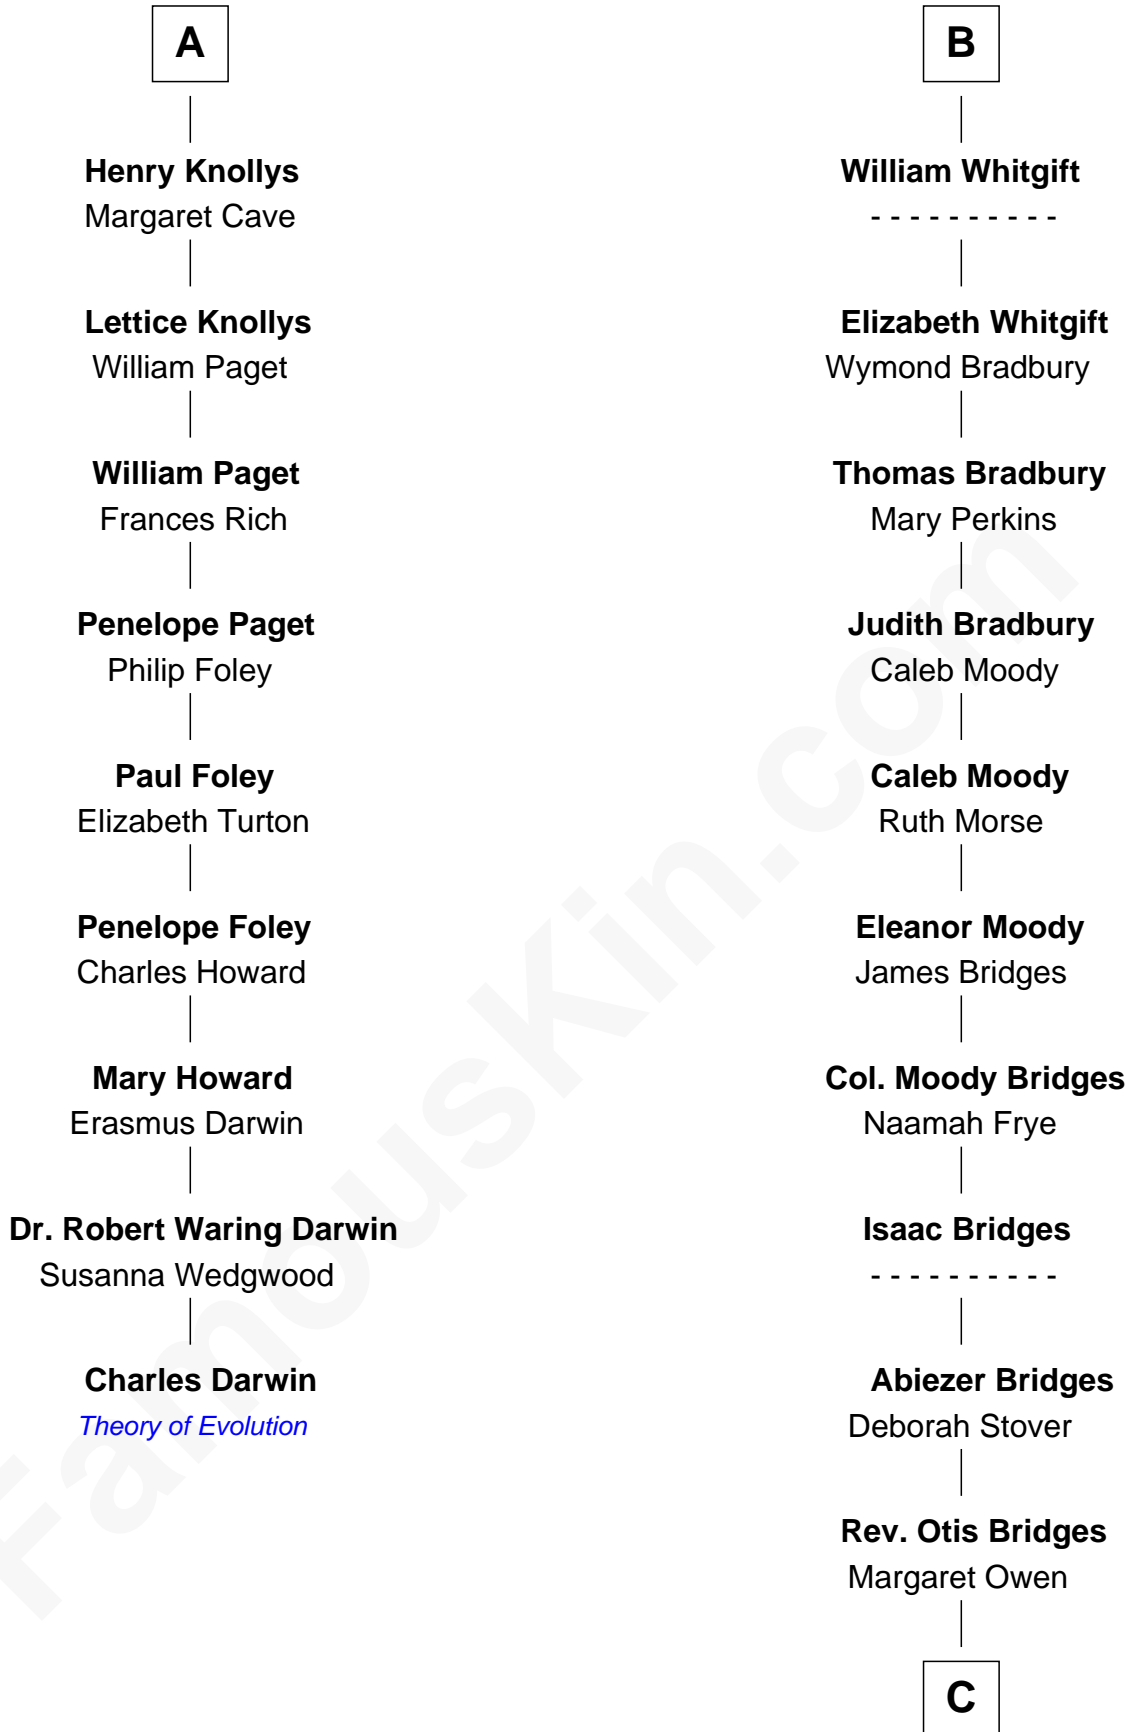 A
Henry Knollys
Margaret Cave
Lettice Knollys
William Paget
William Paget
Frances Rich
Penelope Paget
Philip Foley
Paul Foley
Elizabeth Turton
Penelope Foley
Charles Howard
Mary Howard
Erasmus Darwin
Dr. Robert Waring Darwin
Susanna Wedgwood
Charles Darwin
Theory of Evolution
B
William Whitgift
- - - - - - - - - -
Elizabeth Whitgift
Wymond Bradbury
Thomas Bradbury
Mary Perkins
Judith Bradbury
Caleb Moody
Caleb Moody
Ruth Morse
Eleanor Moody
James Bridges
Col. Moody Bridges
Naamah Frye
Isaac Bridges
- - - - - - - - - -
Abiezer Bridges
Deborah Stover
Rev. Otis Bridges
Margaret Owen
C
FamousKin.com